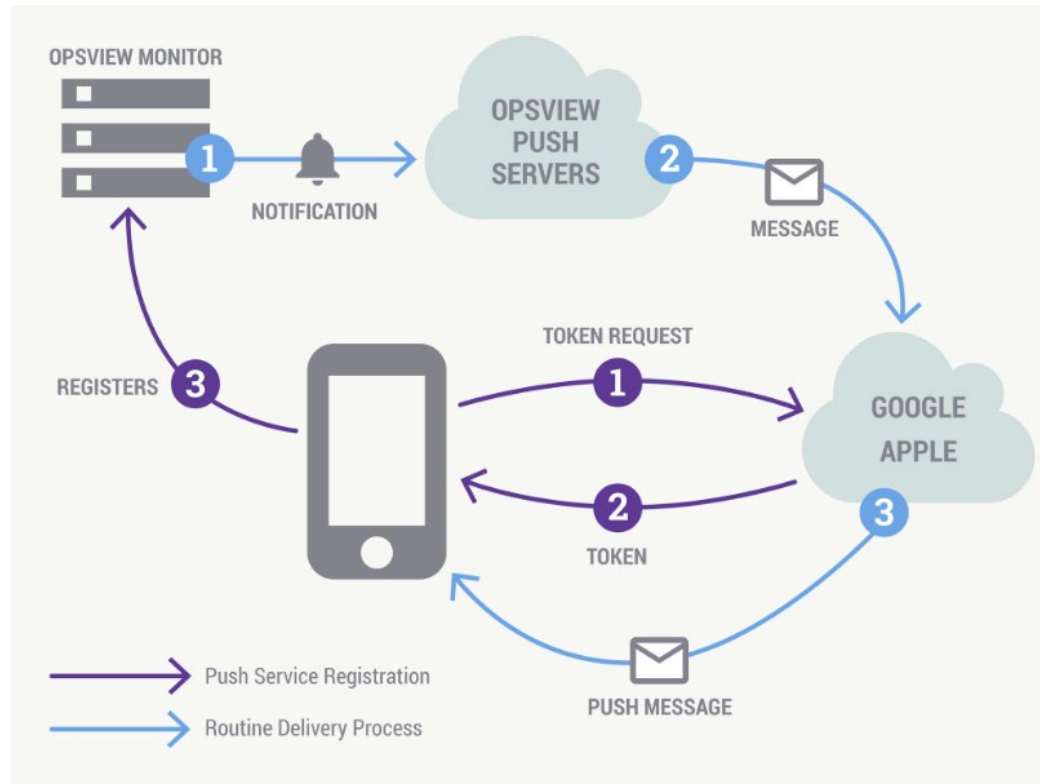 OPSVIEW MONITOR
OPSVIEW
PUSH
SERVERS
1
2
NOTIFICATION
MESSAGE
TOKEN REQUEST
1
REGISTERS
3
GOOGLE
APPLE
2
3
TOKEN
Push Service Registration
PUSH MESSAGE
Routine Delivery Process